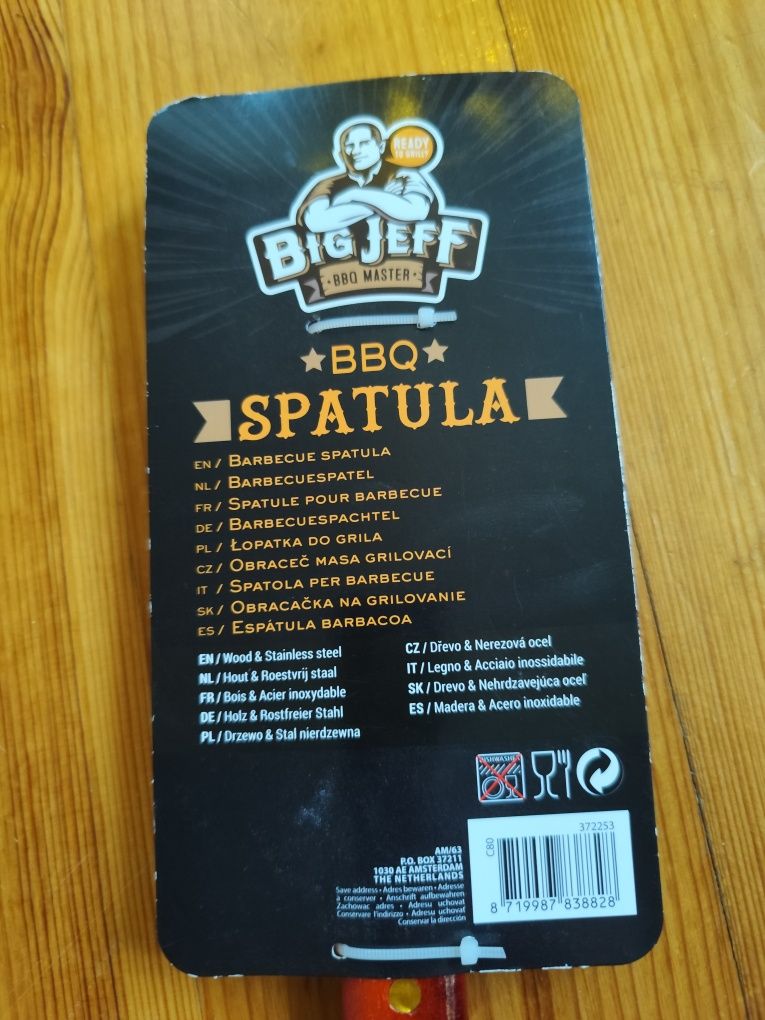 READY
TO GRILL?
BIG JEFF
BBQ MASTER
BBQ
SPATULA
EN / BARBECUE SPATULA
NL / BARBECUESPATEL
FR / SPATULE POUR BARBECUE
DE / BARBECUESPACHTEL
PL / ŁOPATKA DO GRILA
CZ / OBRACEČ MASA GRILOVACÍ
IT / SPATOLA PER BARBECUE
SK / OBRACAČKA NA GRILOVANIE
ES / ESPÁTULA BARBACOA
EN / Wood & Stainless steel
NL / Hout & Roestvrij staal
FR / Bois & Acier inoxydable
DE / Holz & Rostfreier Stahl
PL / Drzewo & Stal nierdzewna
CZ / Dřevo & Nerezová ocel
IT / Legno & Acciaio inossidabile
SK / Drevo & Nehrdzavejúca oceľ
ES / Madera & Acero inoxidable
DISHWASHER
AM/63
P.O. BOX 37211
1030 AE AMSTERDAM
THE NETHERLANDS
Save address • Adres bewaren • Adresse
à conserver • Anschrift aufbewahren
Zachowac adres • Adresu uchovat
Conservare l'indirizzo • Adresu uchovať
Conservar la dirección
372253
C80
8 719987 838828